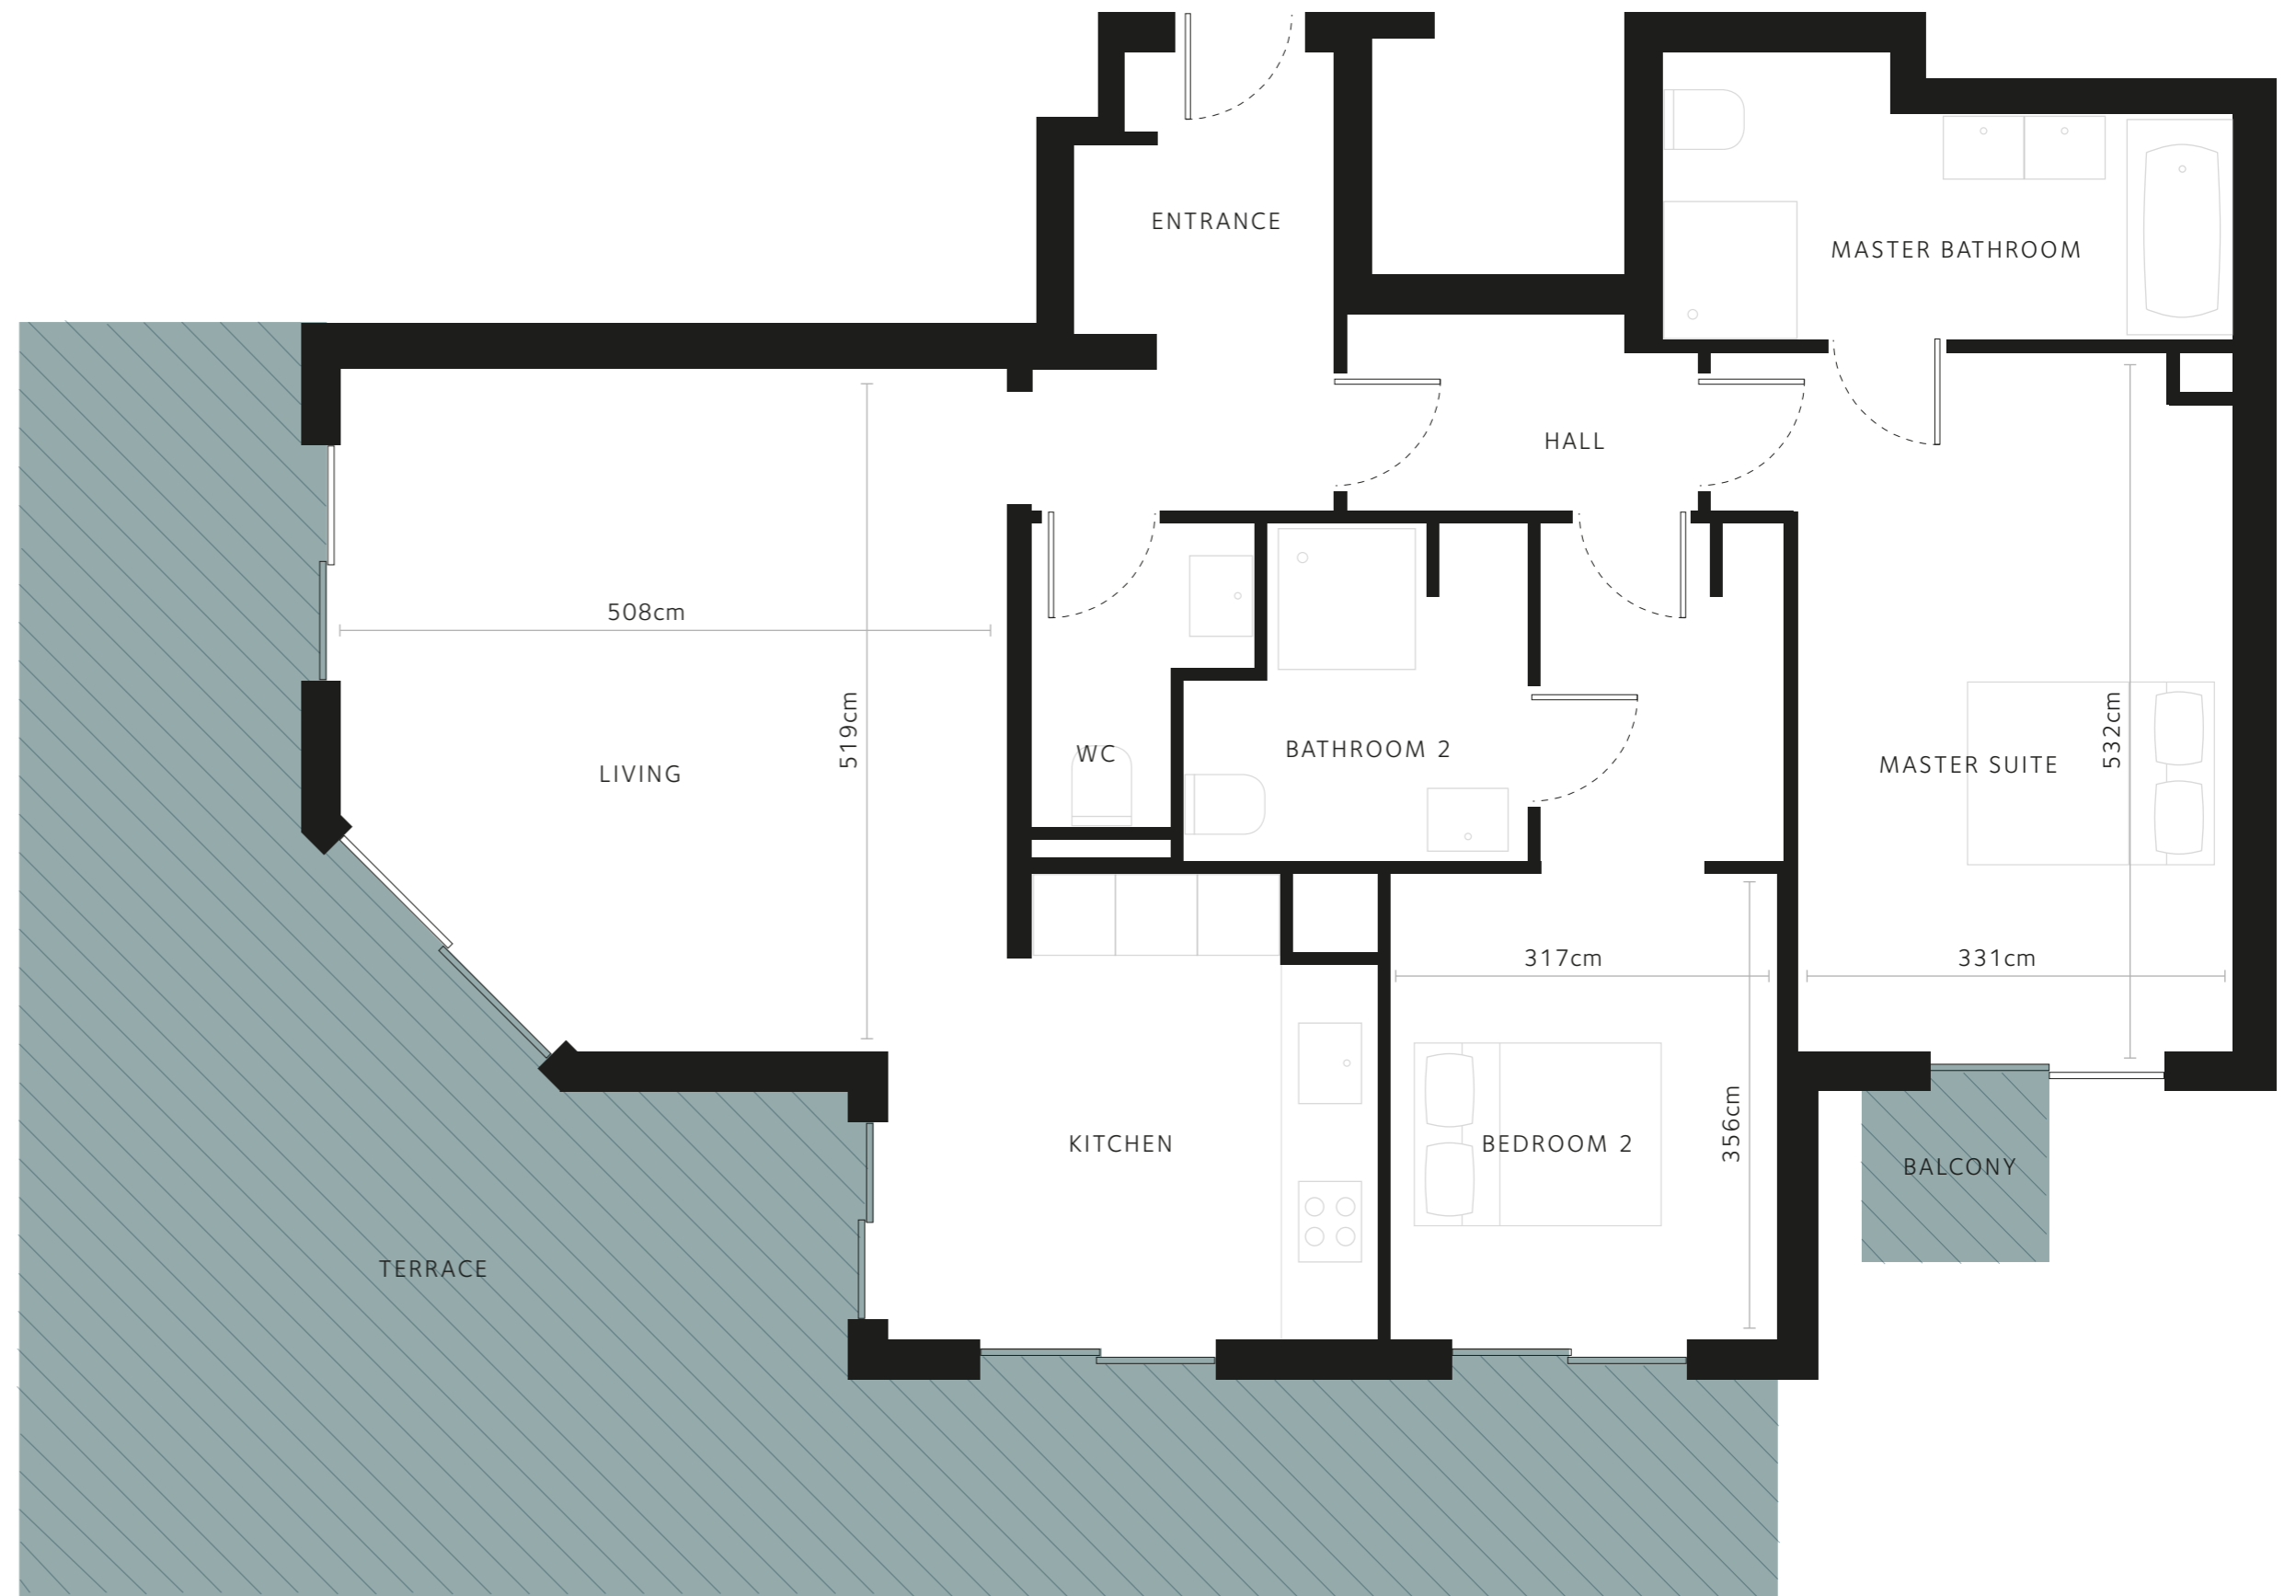 ENTRANCE
MASTER BATHROOM
HALL
508cm
519cm
LIVING
WC
BATHROOM 2
MASTER SUITE
532cm
317cm
331cm
KITCHEN
BEDROOM 2
356cm
BALCONY
TERRACE